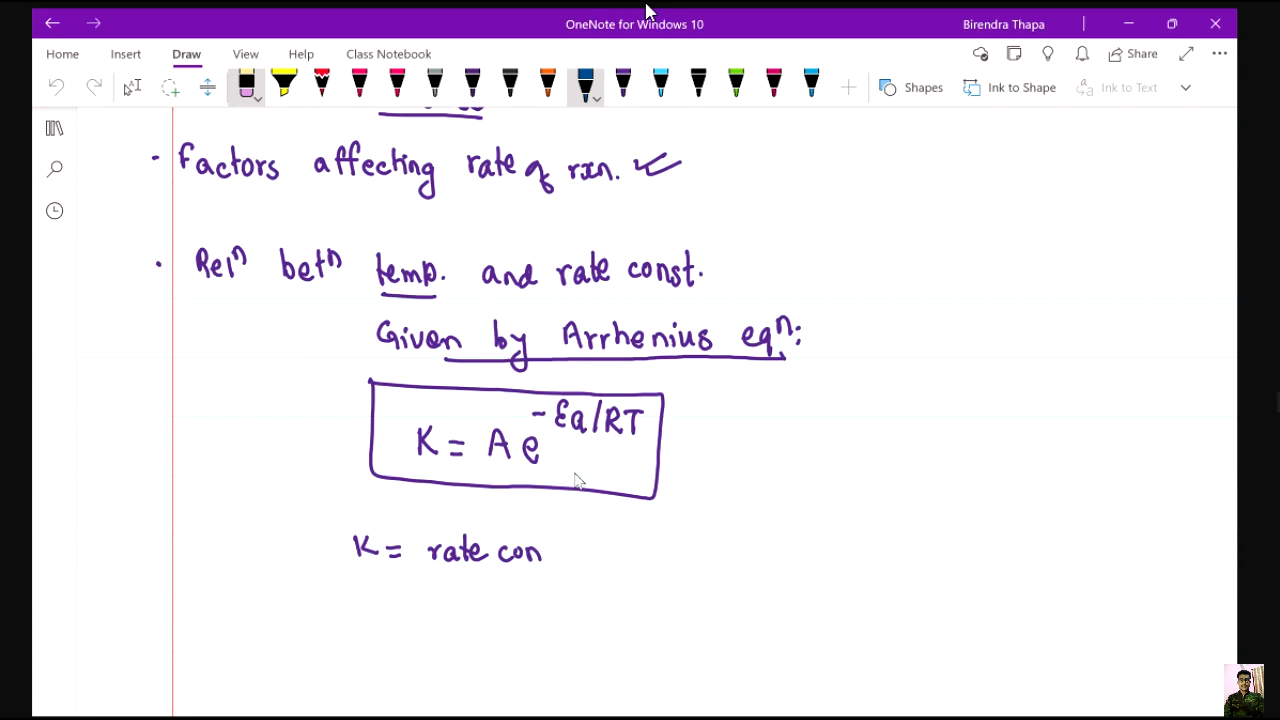 OneNote for Windows 10
Birendra Thapa
Home Insert Draw View Help Class Notebook Share
Shapes Ink to Shape Ink to Text
· Factors affecting rate of rxn.
· Relⁿ betⁿ temp. and rate const.
Given by Arrhenius eqⁿ:
K = A e^-Ea/RT
K = rate con